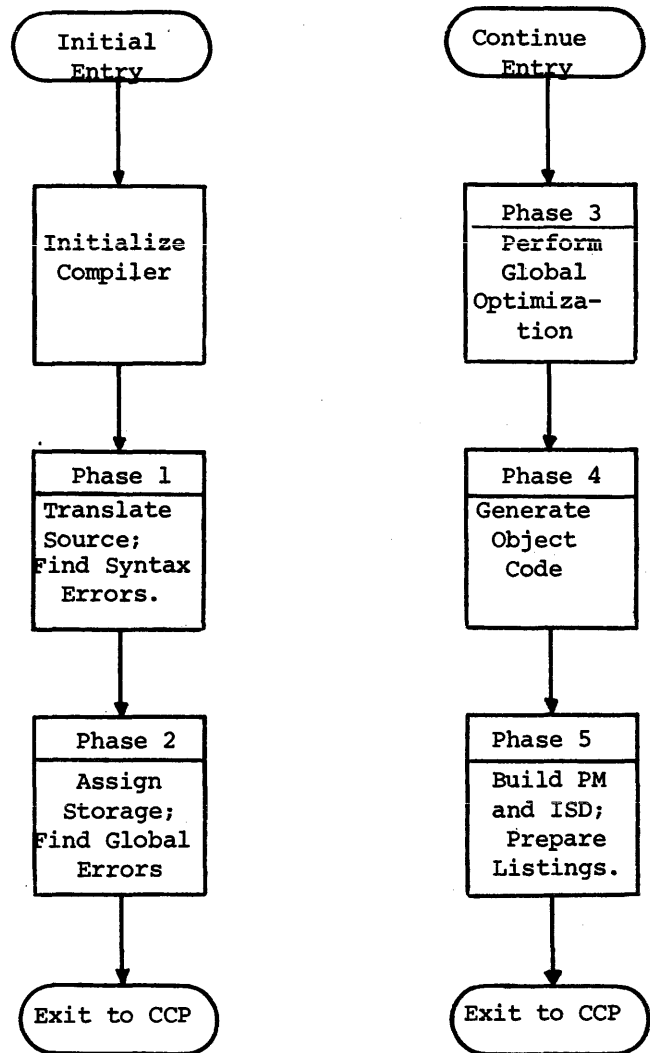 Initial
Entry
Initialize
Compiler
Phase 1
Translate
Source;
Find Syntax
Errors.
Phase 2
Assign
Storage;
Find Global
Errors
Exit to CCP
Continue
Entry
Phase 3
Perform
Global
Optimiza-
tion
Phase 4
Generate
Object
Code
Phase 5
Build PM
and ISD;
Prepare
Listings.
Exit to CCP